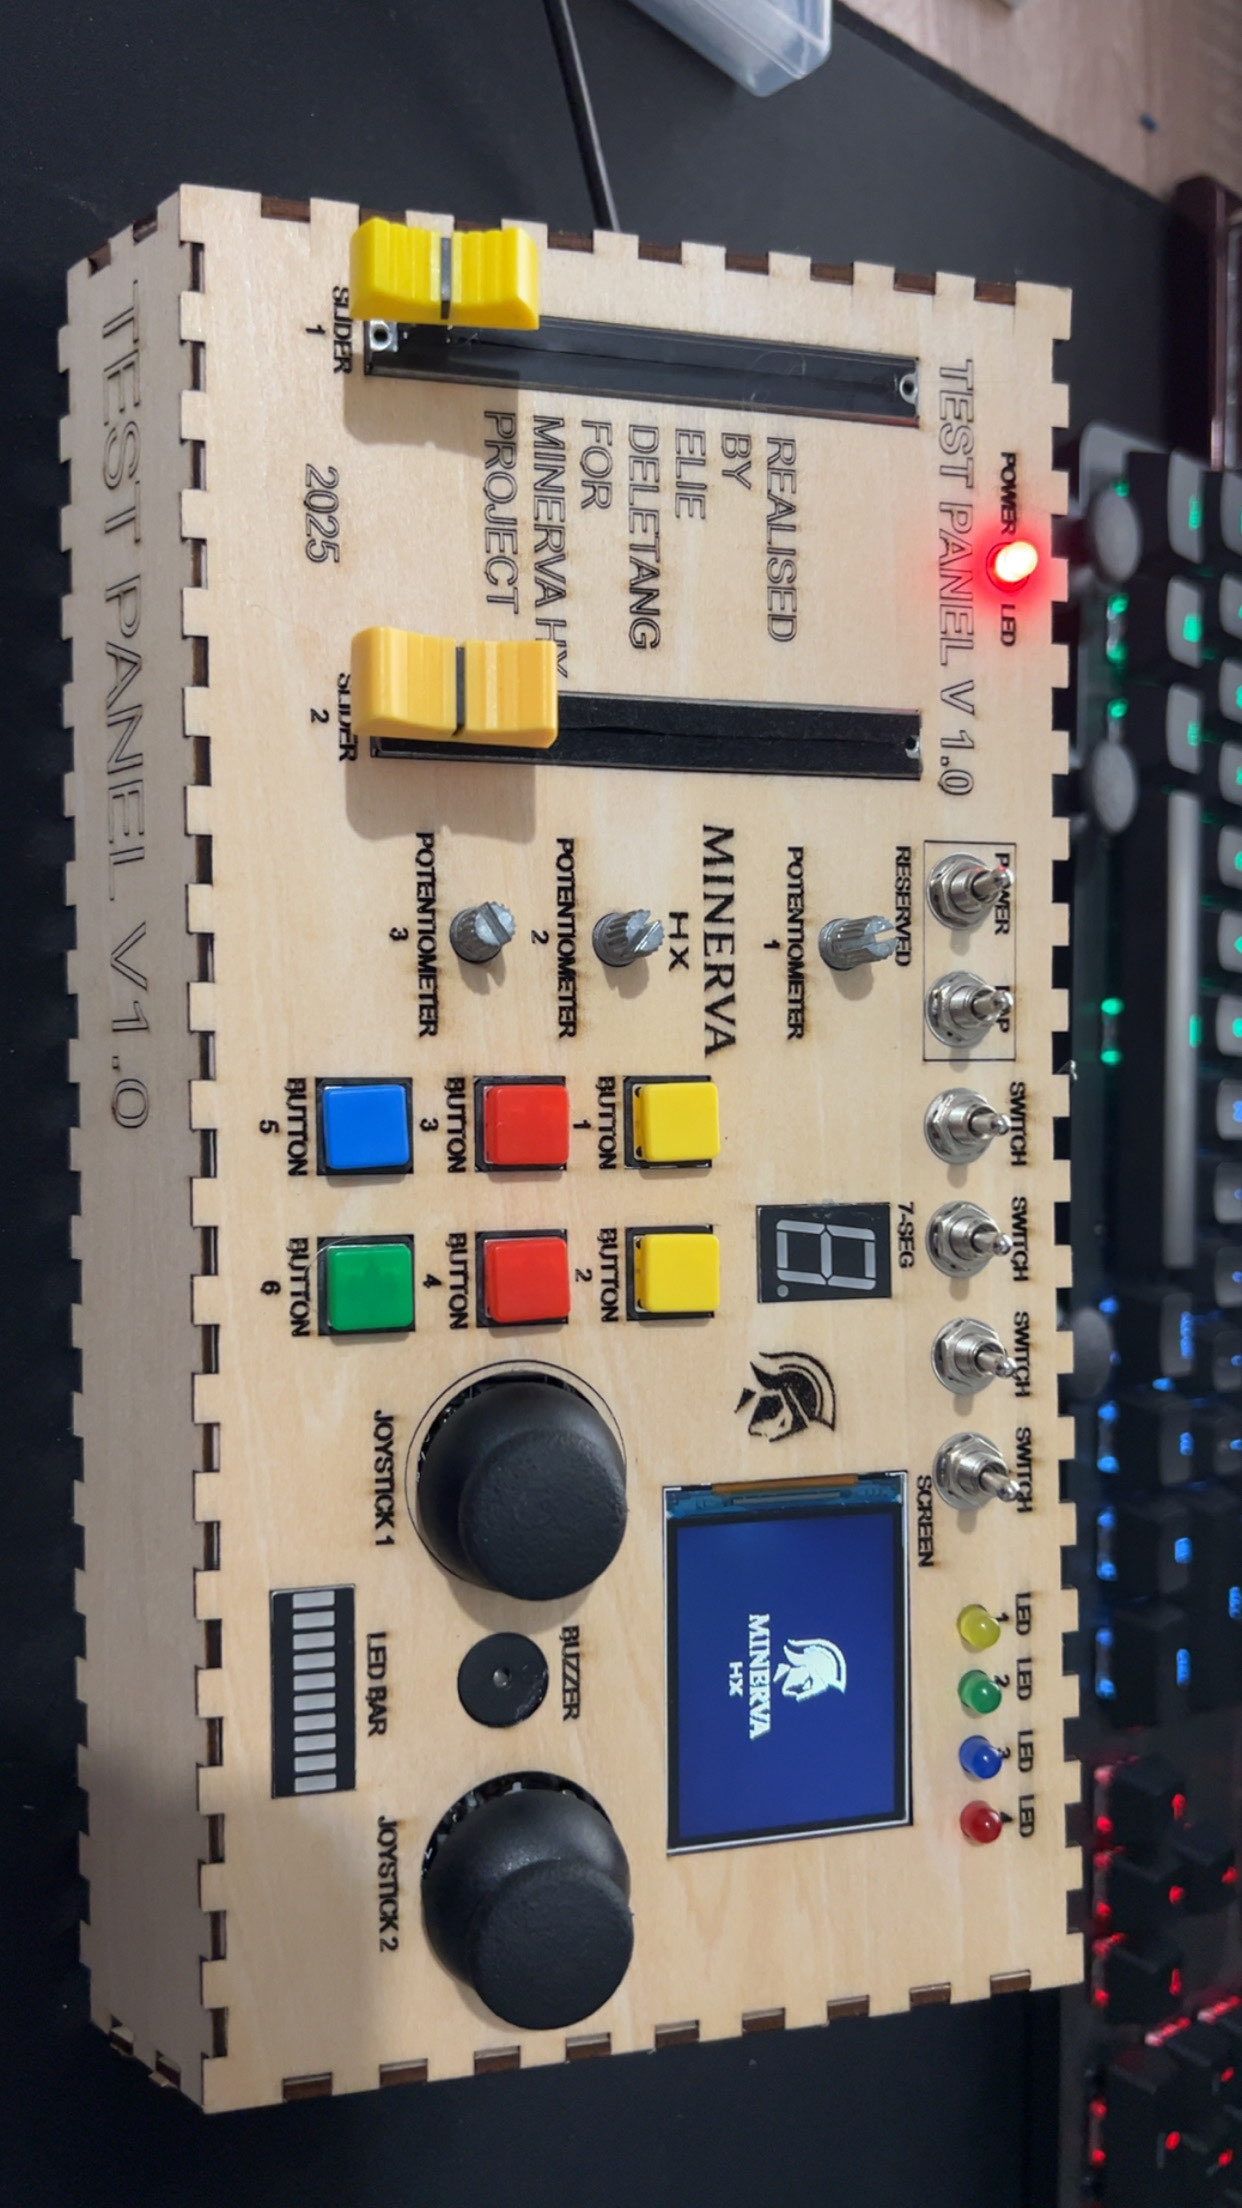 POWER LED
TEST PANEL V 1.0
POWER
RESERVED
SWITCH
SWITCH
SWITCH
SWITCH
LED
1
LED
2
LED
3
LED
4
REALISED
BY
ELIE
DELETANG
FOR
MINERVA HX
PROJECT
SLIDER
1
2025
SLIDER
2
POTENTIOMETER
1
MINERVA
HX
POTENTIOMETER
2
POTENTIOMETER
3
7-SEG
SCREEN
MINERVA
HX
BUTTON
1
BUTTON
2
BUTTON
3
BUTTON
4
BUTTON
5
BUTTON
6
JOYSTICK 1
BUZZER
JOYSTICK 2
LED BAR
TEST PANEL V1.0